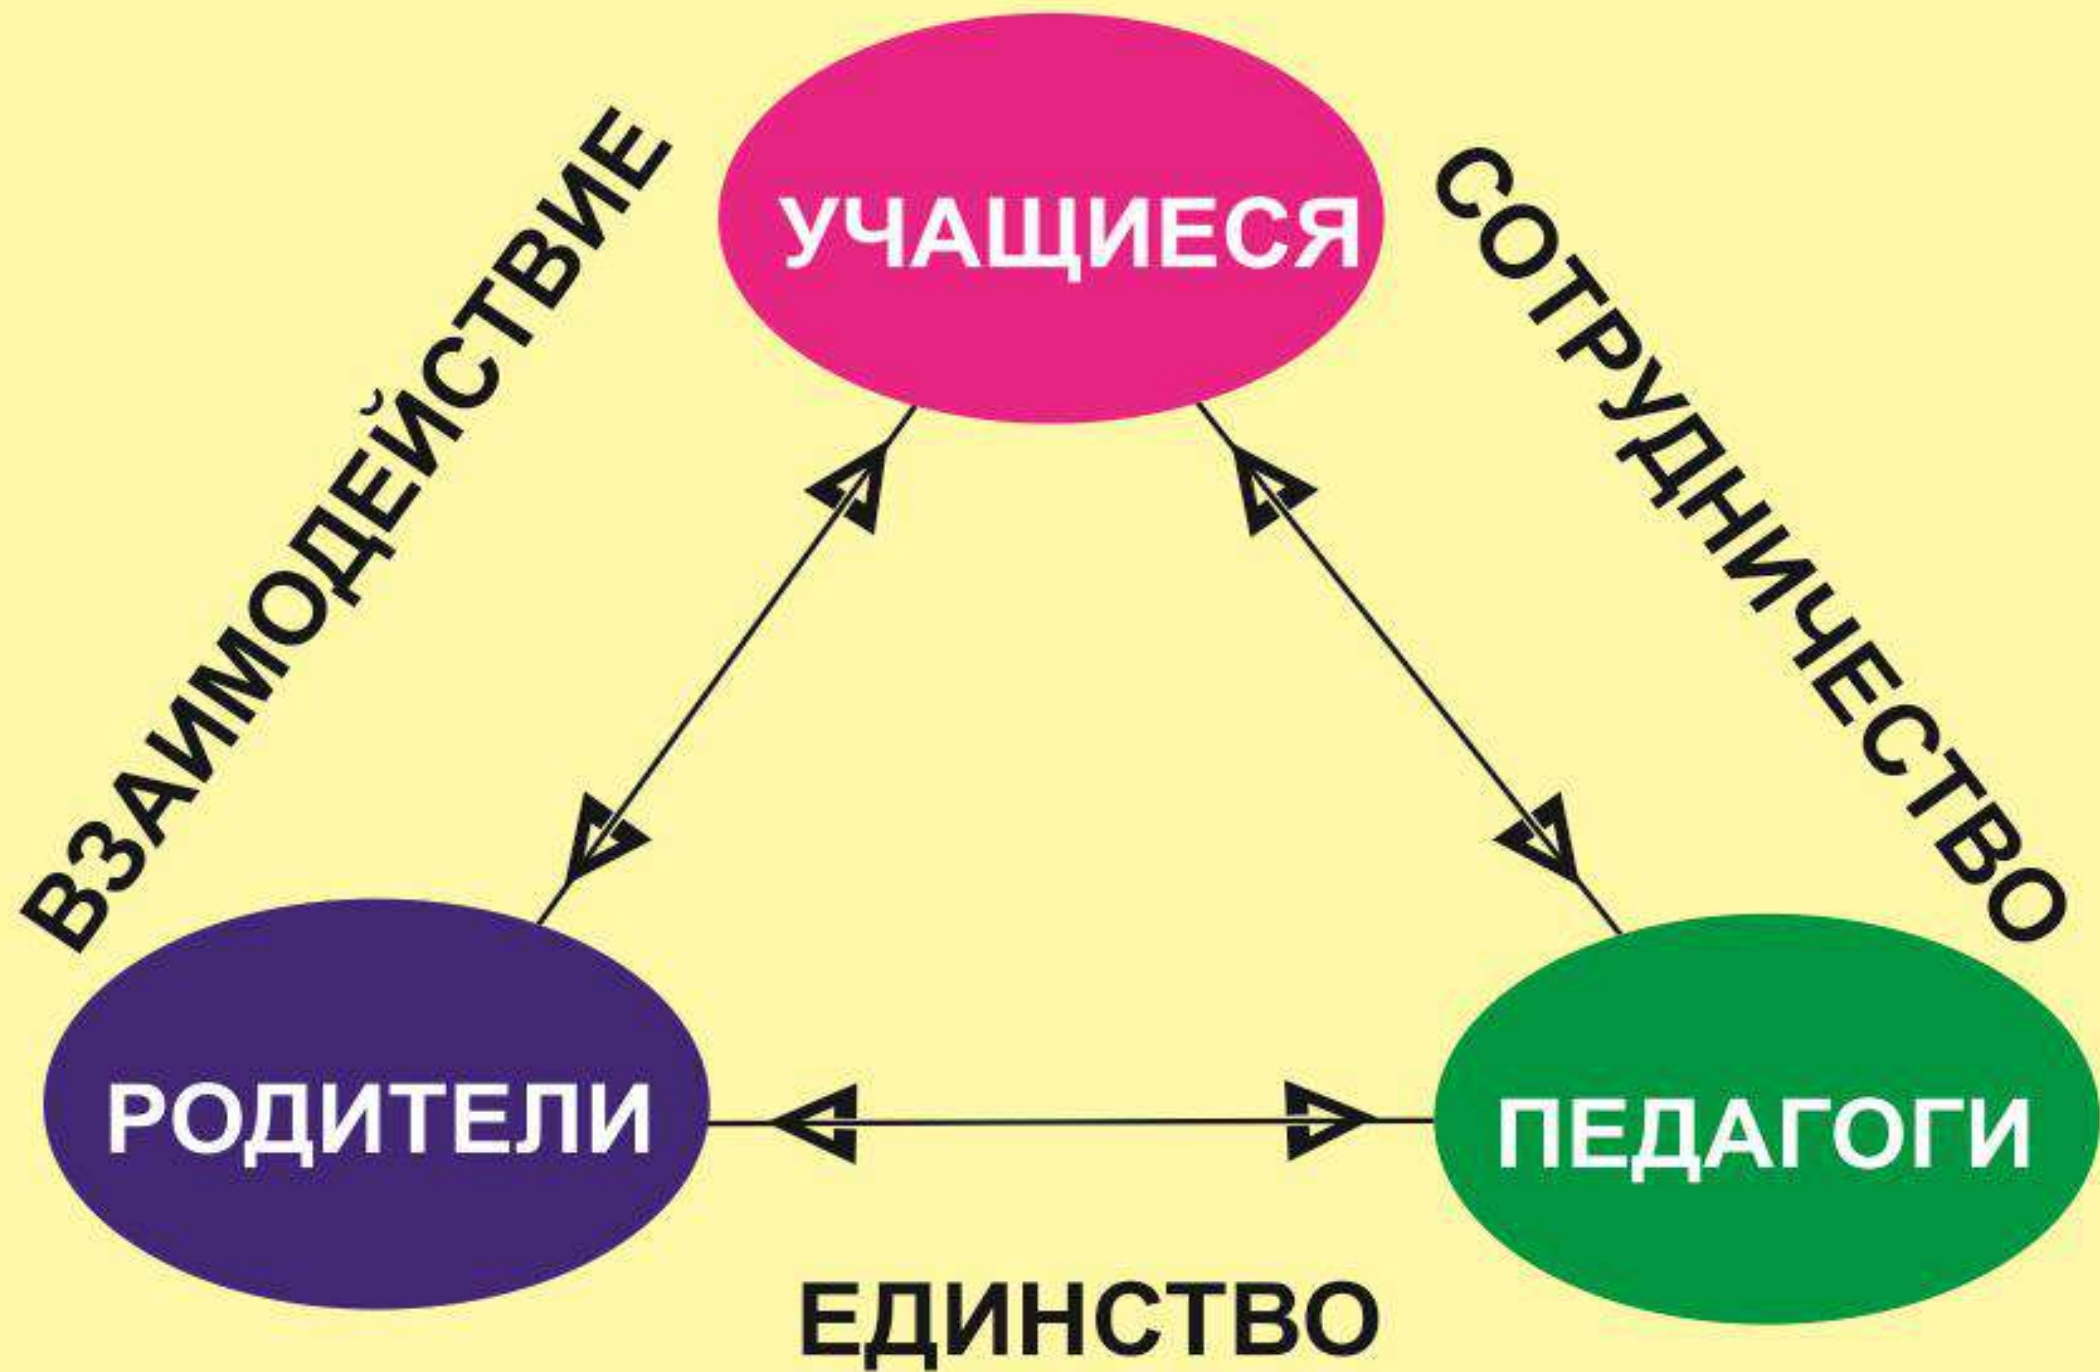 УЧАЩИЕСЯ
ВЗАИМОДЕЙСТВИЕ
СОТРУДНИЧЕСТВО
РОДИТЕЛИ
ПЕДАГОГИ
ЕДИНСТВО